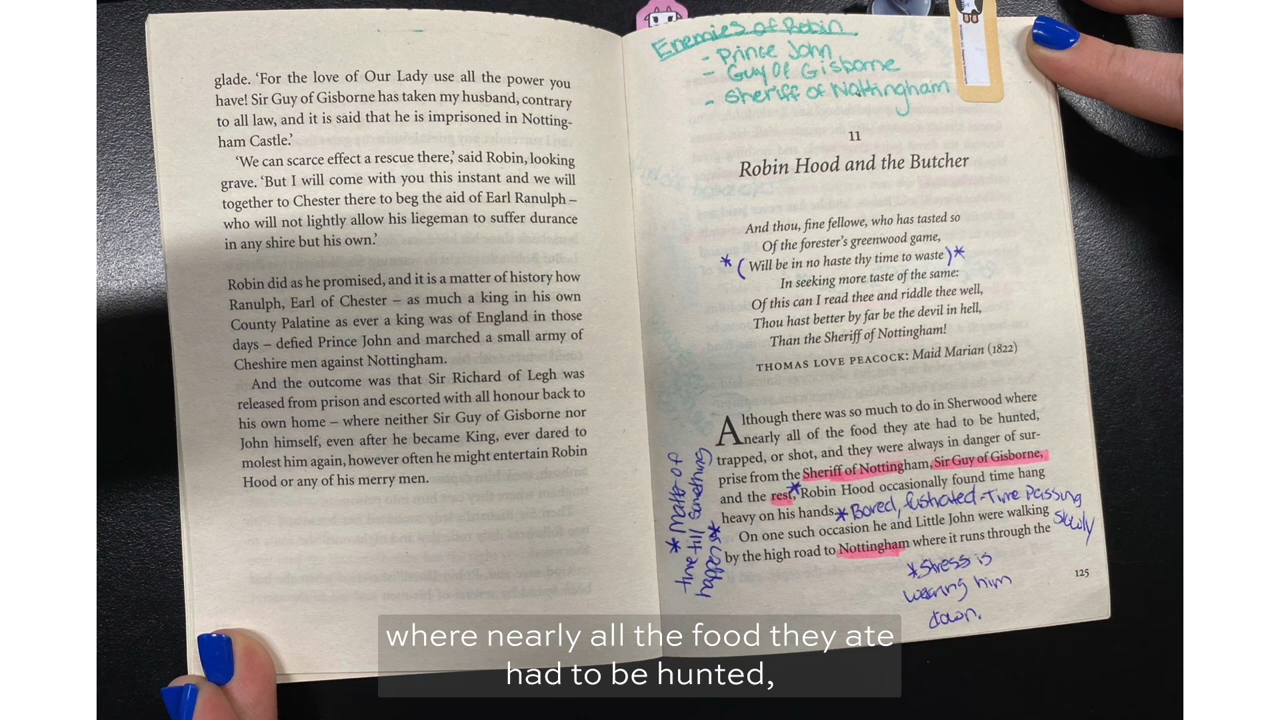 glade. ‘For the love of Our Lady use all the power you
have! Sir Guy of Gisborne has taken my husband, contrary
to all law, and it is said that he is imprisoned in Notting-
ham Castle.’
‘We can scarce effect a rescue there,’ said Robin, looking
grave. ‘But I will come with you this instant and we will
together to Chester there to beg the aid of Earl Ranulph –
who will not lightly allow his liegeman to suffer durance
in any shire but his own.’
Robin did as he promised, and it is a matter of history how
Ranulph, Earl of Chester – as much a king in his own
County Palatine as ever a king was of England in those
days – defied Prince John and marched a small army of
Cheshire men against Nottingham.
And the outcome was that Sir Richard of Legh was
released from prison and escorted with all honour back to
his own home – where neither Sir Guy of Gisborne nor
John himself, even after he became King, ever dared to
molest him again, however often he might entertain Robin
Hood or any of his merry men.
Enemies of Robin
- Prince John
- Guy Of Gisborne
- Sheriff of Nottingham
11
Robin Hood and the Butcher
And thou, fine fellowe, who has tasted so
Of the forester’s greenwood game,
*(Will be in no haste thy time to waste)*
In seeking more taste of the same:
Of this can I read thee and riddle thee well,
Thou hast better by far be the devil in hell,
Than the Sheriff of Nottingham!
THOMAS LOVE PEACOCK: Maid Marian (1822)
Although there was so much to do in Sherwood where
nearly all of the food they ate had to be hunted,
trapped, or shot, and they were always in danger of sur-
prise from the Sheriff of Nottingham, Sir Guy of Gisborne,
and the rest,* Robin Hood occasionally found time hang
heavy on his hands.* Bored, fustrated - Time Passing
Slowly
On one such occasion he and Little John were walking
by the high road to Nottingham where it runs through the
* Matter of
time till something
happens*
*Stress is
wearing him
down.
125
where nearly all the food they ate
had to be hunted,